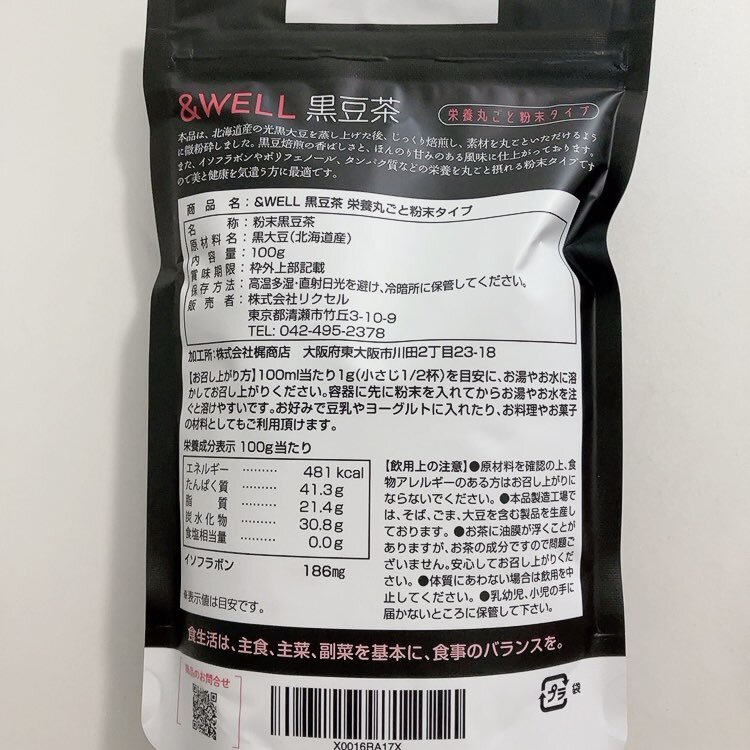 &WELL 黒豆茶 栄養丸ごと粉末タイプ
本品は、北海道産の光黒大豆を蒸し上げた後、じっくり焙煎し、素材を丸ごといただけるよう
に微粉砕しました。黒豆焙煎の香ばしさと、ほんのり甘みのある風味に仕上がっております。
また、イソフラボンやポリフェノール、タンパク質などの栄養を丸ごと摂れる粉末タイプです
ので美と健康を気遣う方に最適です。
商品名：&WELL 黒豆茶 栄養丸ごと粉末タイプ
名称：粉末黒豆茶
原材料名：黒大豆(北海道産)
内容量：100g
賞味期限：枠外上部記載
保存方法：高温多湿・直射日光を避け、冷暗所に保管してください。
販売者：株式会社リクセル
東京都清瀬市竹丘3-10-9
TEL: 042-495-2378
加工所：株式会社梶商店 大阪府東大阪市川田2丁目23-18
【お召し上がり方】100ml当たり1g(小さじ1/2杯)を目安に、お湯やお水に溶
かしてお召し上がりください。容器に先に粉末を入れてからお湯や水を注
ぐと溶けやすいです。お好みで豆乳やヨーグルトに入れたり、お料理やお菓子
の材料としてもご利用頂けます。
栄養成分表示 100g当たり
エネルギー ……… 481 kcal
たんぱく質 ……… 41.3g
脂質 ……… 21.4g
炭水化物 ……… 30.8g
食塩相当量 ……… 0.0g
イソフラボン 186mg
※表示値は目安です。
【飲用上の注意】●原材料を確認の上、食
物アレルギーのある方はお召し上がりに
ならないでください。●本品製造工場で
は、そば、ごま、大豆を含む製品を生産し
ております。●お茶に油膜が浮くことが
ありますが、お茶の成分ですので問題ご
ざいません。安心してお召し上がりくださ
い。●体質にあわない場合は飲用を中
止してください。●乳幼児、小児の手に
届かないところに保管して下さい。
食生活は、主食、主菜、副菜を基本に、食事のバランスを。
商品のお問合せ
X0016RA17X
プラ 袋